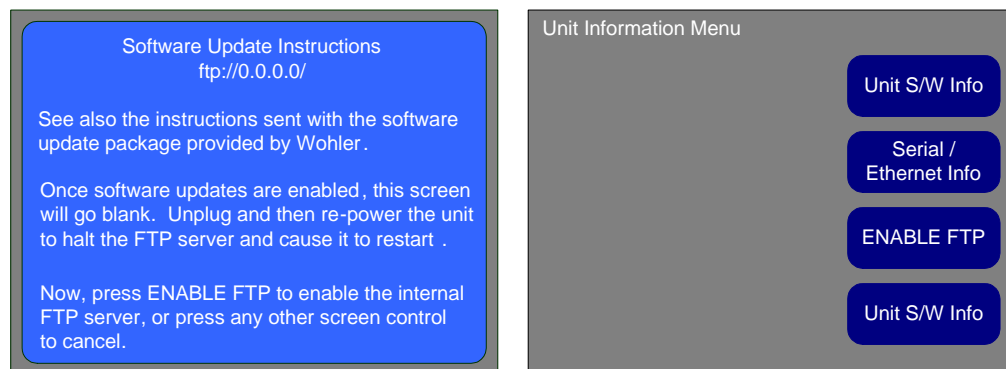 Software Update Instructions
ftp://0.0.0.0/
See also the instructions sent with the software
update package provided by Wohler.
Once software updates are enabled, this screen
will go blank. Unplug and then re-power the unit
to halt the FTP server and cause it to restart .
Now, press ENABLE FTP to enable the internal
FTP server, or press any other screen control
to cancel.
Unit Information Menu
Unit S/W Info
Serial /
Ethernet Info
ENABLE FTP
Unit S/W Info